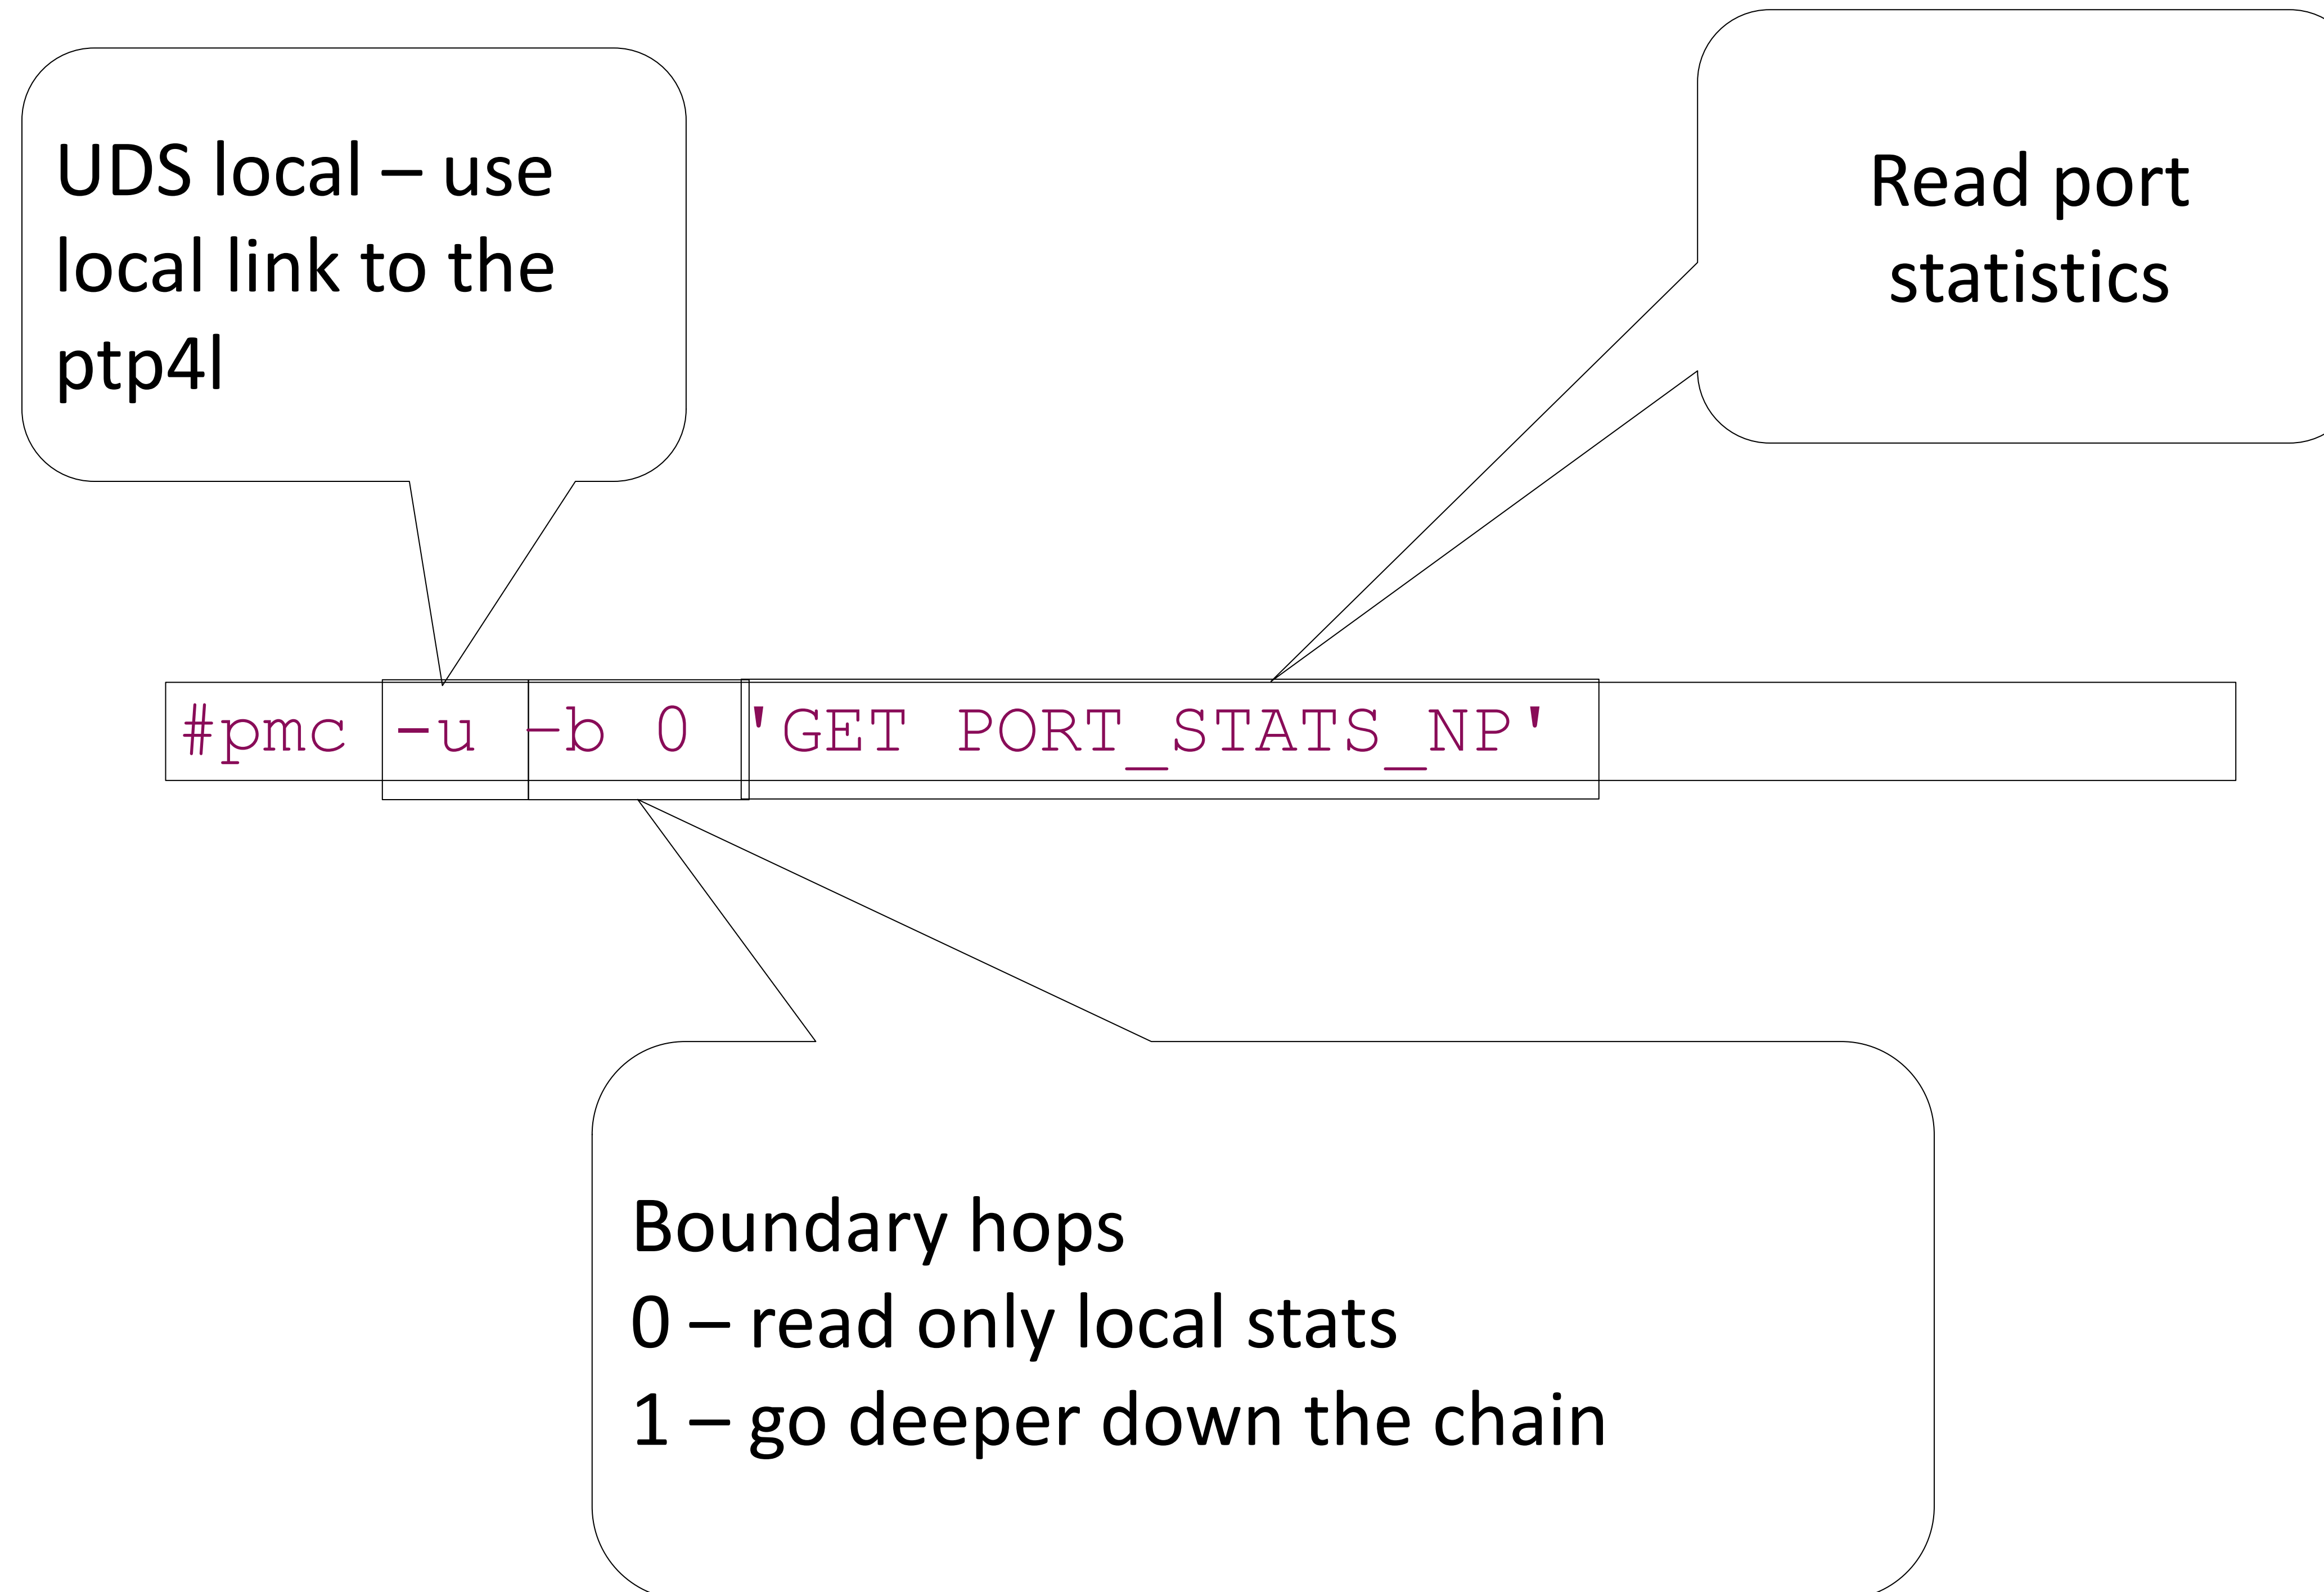 UDS local – use
local link to the
ptp4l
Read port
statistics
#pmc -u –b 0 'GET PORT_STATS_NP'
Boundary hops
0 – read only local stats
1 – go deeper down the chain